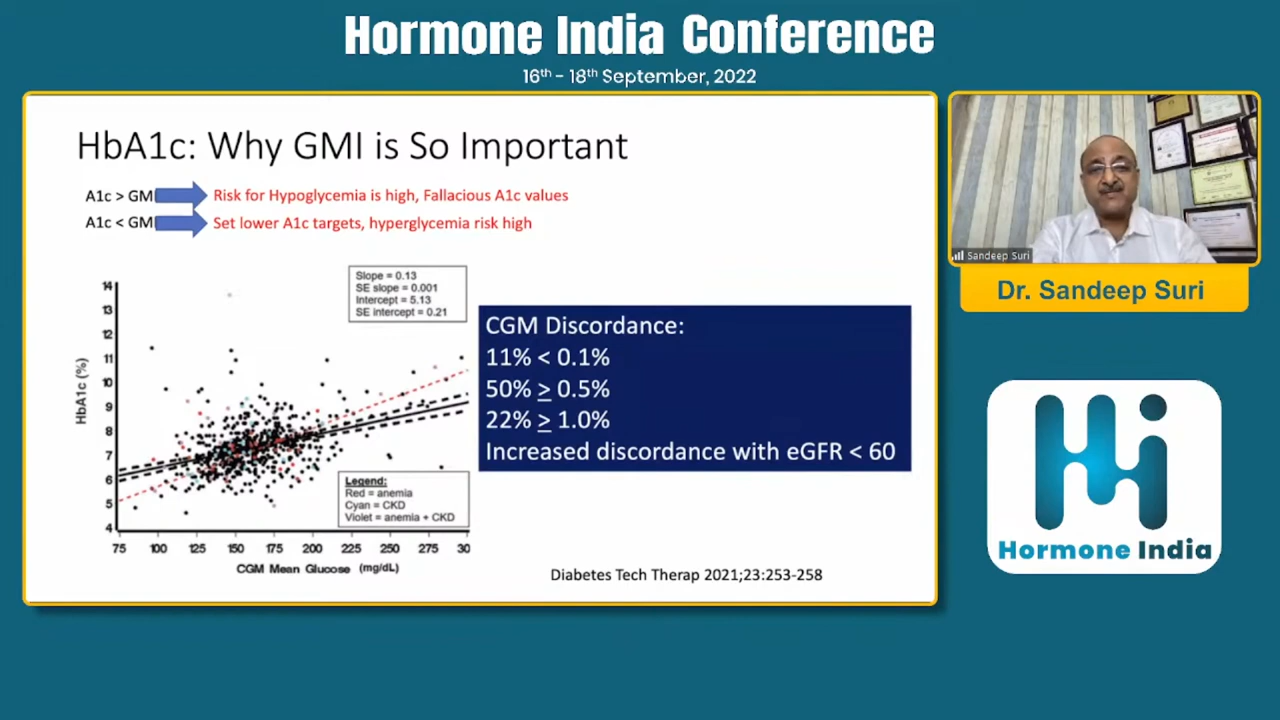 Hormone India Conference
16th - 18th September, 2022
HbA1c: Why GMI is So Important
A1c > GM Risk for Hypoglycemia is high, Fallacious A1c values
A1c < GM Set lower A1c targets, hyperglycemia risk high
Slope = 0.13
SE slope = 0.001
Intercept = 5.13
SE intercept = 0.21
HbA1c (%)
14
13
12
11
10
9
8
7
6
5
4
Legend:
Red = anemia
Cyan = CKD
Violet = anemia + CKD
75 100 125 150 175 200 225 250 275 30
CGM Mean Glucose (mg/dL)
CGM Discordance:
11% < 0.1%
50% ≥ 0.5%
22% ≥ 1.0%
Increased discordance with eGFR < 60
Diabetes Tech Therap 2021;23:253-258
Sandeep Suri
Dr. Sandeep Suri
Hormone India